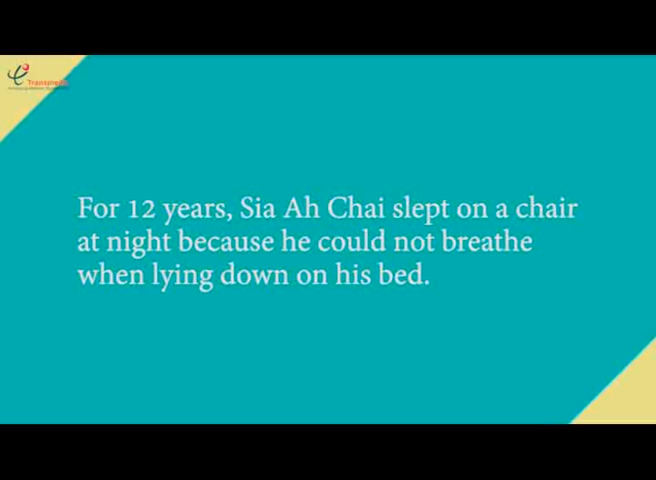 Transmedic
For 12 years, Sia Ah Chai slept on a chair
at night because he could not breathe
when lying down on his bed.